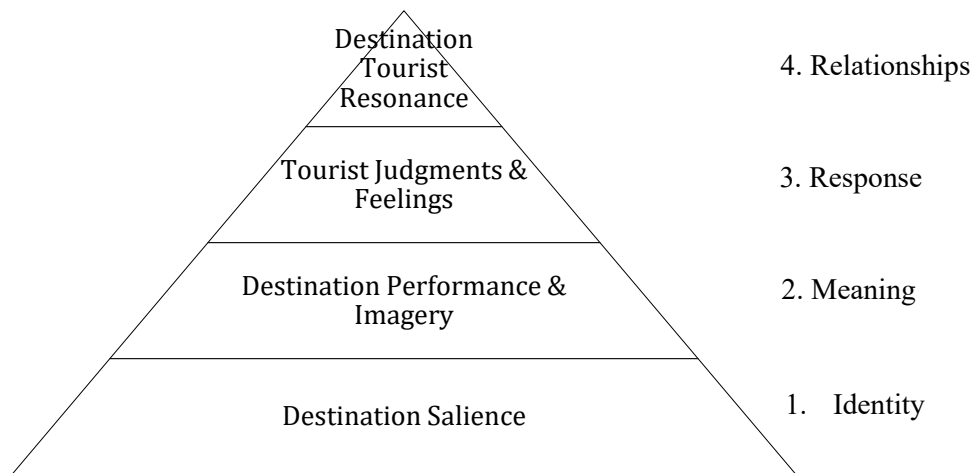 Destination
Tourist
Resonance
4. Relationships
Tourist Judgments &
Feelings
3. Response
Destination Performance &
Imagery
2. Meaning
Destination Salience
1. Identity